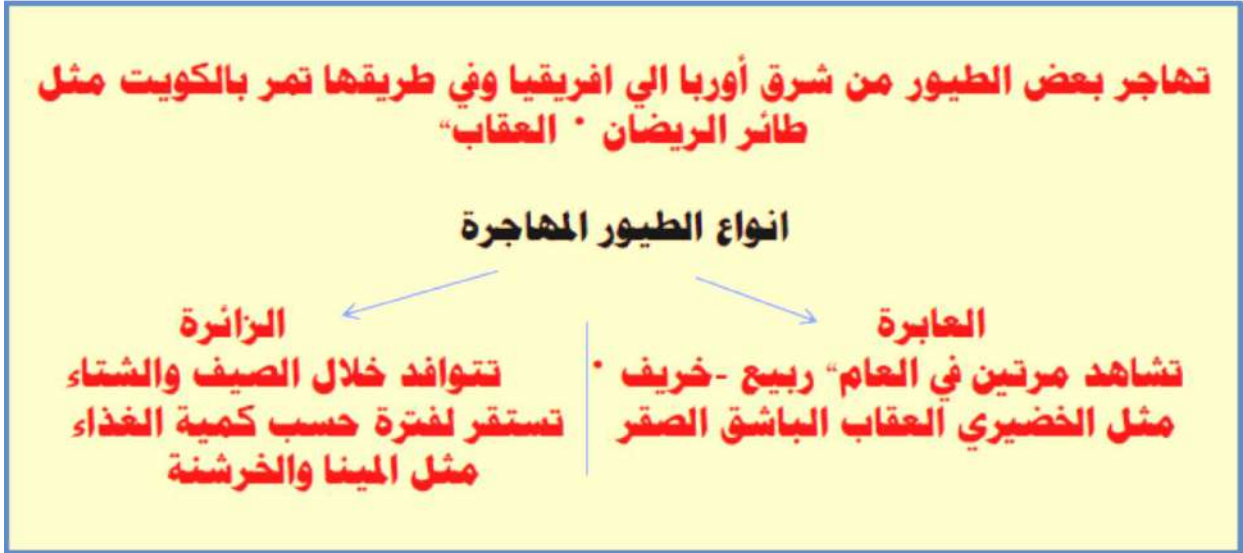 تهاجر بعض الطيور من شرق أوربا الي افريقيا وفي طريقها تمر بالكويت مثل
طائر الريضان " العقاب"
انواع الطيور المهاجرة
العابرة
تشاهد مرتين في العام" ربيع -خريف "
مثل الخضيري العقاب الباشق الصقر
الزائرة
تتوافد خلال الصيف والشتاء
تستقر لفترة حسب كمية الغذاء
مثل المينا والخرشنة